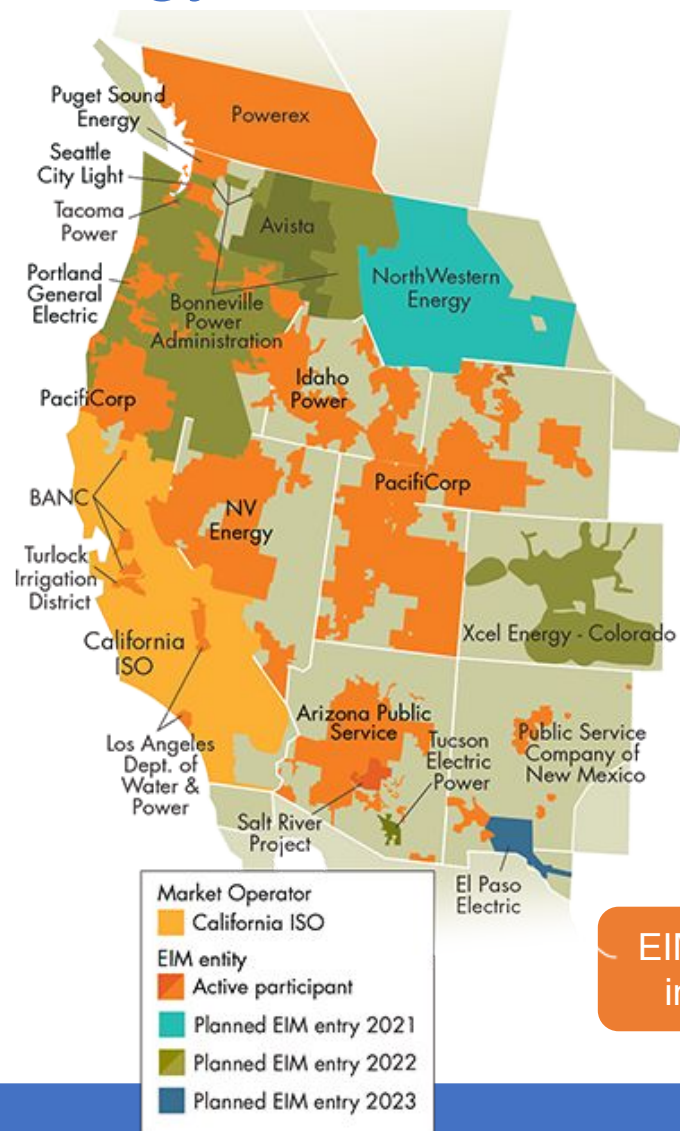 Puget Sound
Energy
Powerex
Seattle
City Light
Tacoma
Power
Avista
Portland
General
Electric
Bonneville
Power
Administration
NorthWestern
Energy
Idaho
Power
PacifiCorp
PacifiCorp
BANC
NV
Energy
Turlock
Irrigation
District
California
ISO
Xcel Energy - Colorado
Arizona Public
Service
Tucson
Electric
Power
Public Service
Company of
New Mexico
Los Angeles
Dept. of
Water &
Power
Salt River
Project
El Paso
Electric
Market Operator
California ISO
EIM entity
Active participant
Planned EIM entry 2021
Planned EIM entry 2022
Planned EIM entry 2023